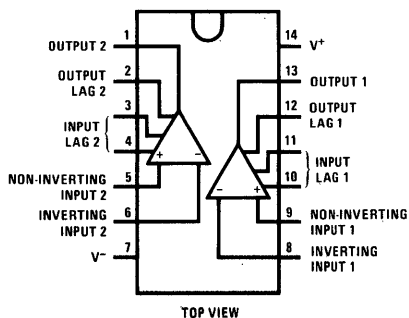 1
OUTPUT 2
2
OUTPUT
LAG 2
3
INPUT
LAG 2
4
5
NON-INVERTING
INPUT 2
6
INVERTING
INPUT 2
7
V−
+ −
14
V+
13
OUTPUT 1
12
OUTPUT
LAG 1
11
INPUT
LAG 1
10
9
NON-INVERTING
INPUT 1
8
INVERTING
INPUT 1
− +
TOP VIEW